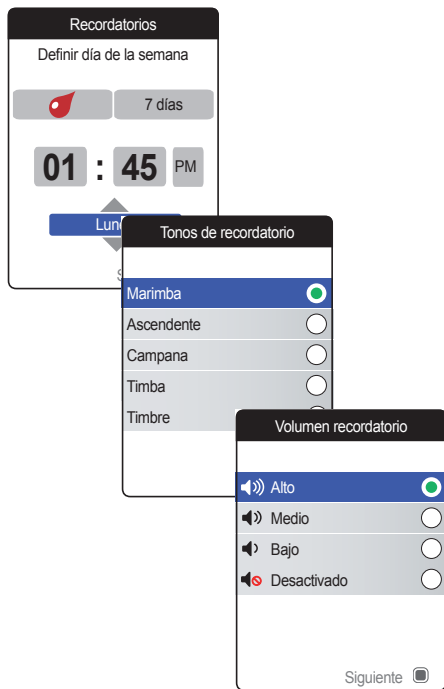 Recordatorios
Definir día de la semana
7 días
01 : 45 PM
Tonos de recordatorio
Marimba
Ascendente
Campana
Timba
Timbre
Volumen recordatorio
Alto
Medio
Bajo
Desactivado
Siguiente